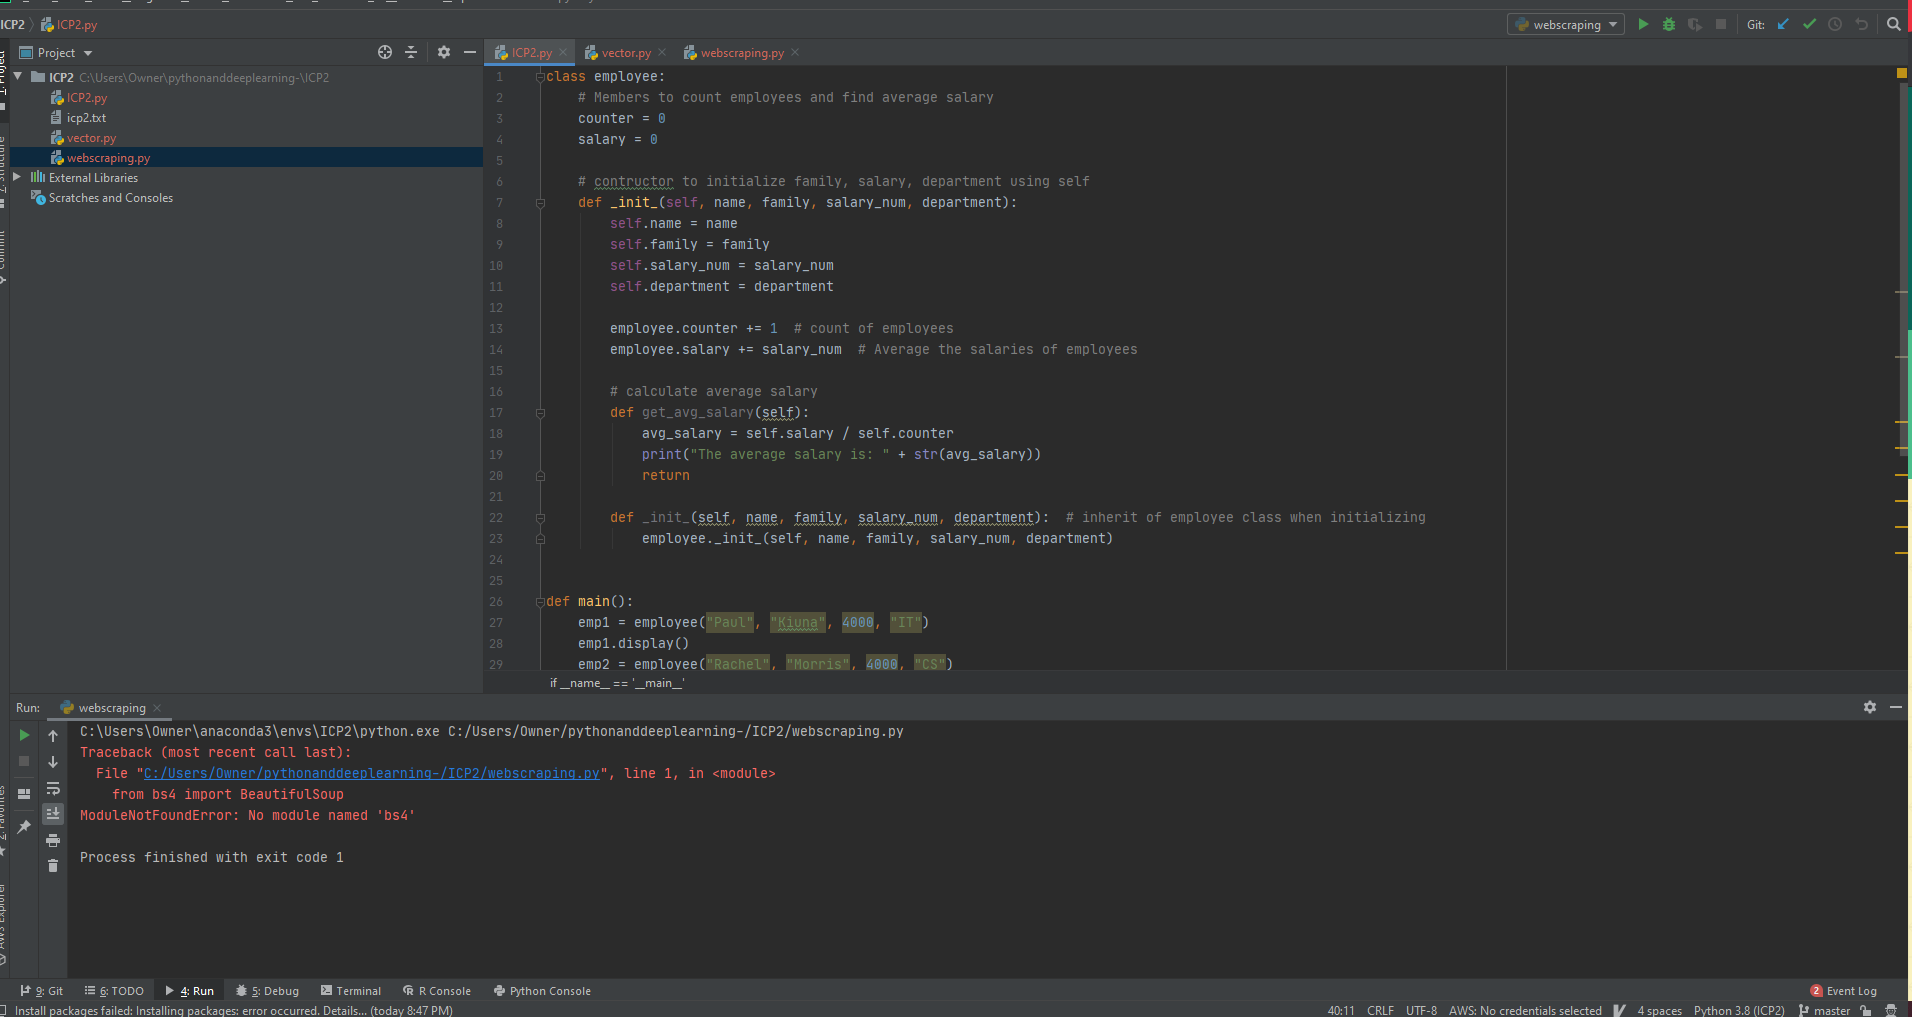 ICP2 ICP2.py
webscraping Git:
Project
ICP2.py vector.py webscraping.py
ICP2 C:\Users\Owner\pythonanddeeplearning-\ICP2
ICP2.py
icp2.txt
vector.py
webscraping.py
External Libraries
Scratches and Consoles
1 class employee:
2 # Members to count employees and find average salary
3 counter = 0
4 salary = 0
5
6 # contructor to initialize family, salary, department using self
7 def _init_(self, name, family, salary_num, department):
8 self.name = name
9 self.family = family
10 self.salary_num = salary_num
11 self.department = department
12
13 employee.counter += 1 # count of employees
14 employee.salary += salary_num # Average the salaries of employees
15
16 # calculate average salary
17 def get_avg_salary(self):
18 avg_salary = self.salary / self.counter
19 print("The average salary is: " + str(avg_salary))
20 return
21
22 def _init_(self, name, family, salary_num, department): # inherit of employee class when initializing
23 employee._init_(self, name, family, salary_num, department)
24
25
26 def main():
27 emp1 = employee("Paul", "Kiuna", 4000, "IT")
28 emp1.display()
29 emp2 = employee("Rachel", "Morris", 4000, "CS")
if __name__ == '__main__'
Run: webscraping
C:\Users\Owner\anaconda3\envs\ICP2\python.exe C:/Users/Owner/pythonanddeeplearning-/ICP2/webscraping.py
Traceback (most recent call last):
File "C:/Users/Owner/pythonanddeeplearning-/ICP2/webscraping.py", line 1, in <module>
from bs4 import BeautifulSoup
ModuleNotFoundError: No module named 'bs4'
Process finished with exit code 1
9: Git 6: TODO 4: Run 5: Debug Terminal R Console Python Console 2 Event Log
Install packages failed: Installing packages: error occurred. Details... (today 8:47 PM) 40:11 CRLF UTF-8 AWS: No credentials selected 4 spaces Python 3.8 (ICP2) master